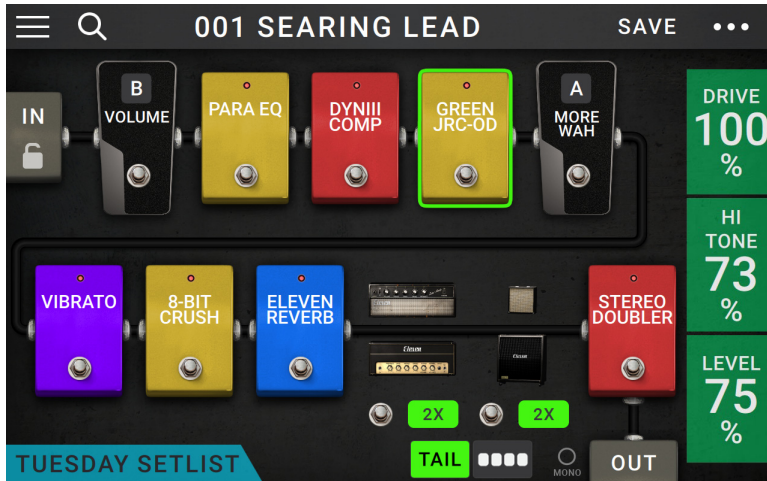 001 SEARING LEAD
SAVE
IN
B
VOLUME
PARA EQ
DYNIII
COMP
GREEN
JRC-OD
A
MORE
WAH
DRIVE
100
%
HI
TONE
73
%
VIBRATO
8-BIT
CRUSH
ELEVEN
REVERB
STEREO
DOUBLER
LEVEL
75
%
2X
2X
TUESDAY SETLIST
TAIL
MONO
OUT